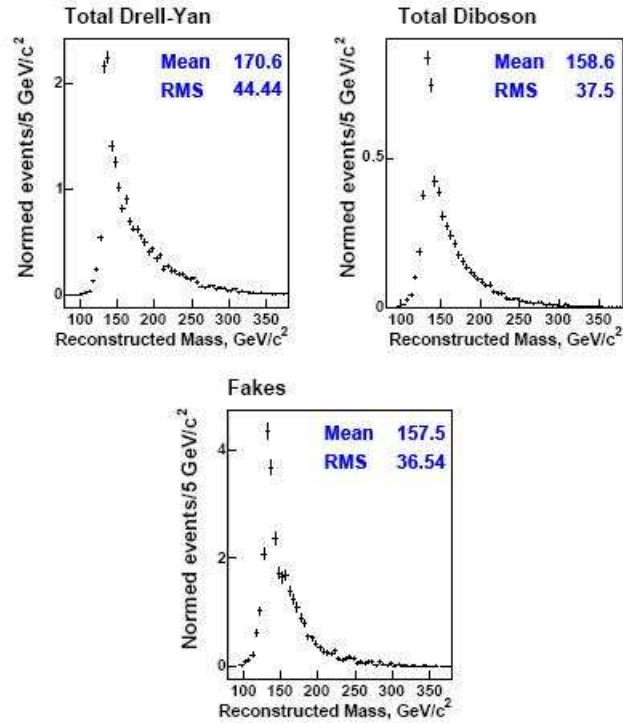 Total Drell-Yan
Normed events/5 GeV/c²
Mean 170.6
RMS 44.44
2
1
0
100 150 200 250 300 350
Reconstructed Mass, GeV/c²
Total Diboson
Normed events/5 GeV/c²
Mean 158.6
RMS 37.5
0.5
0
100 150 200 250 300 350
Reconstructed Mass, GeV/c²
Fakes
Normed events/5 GeV/c²
Mean 157.5
RMS 36.54
4
2
0
100 150 200 250 300 350
Reconstructed Mass, GeV/c²